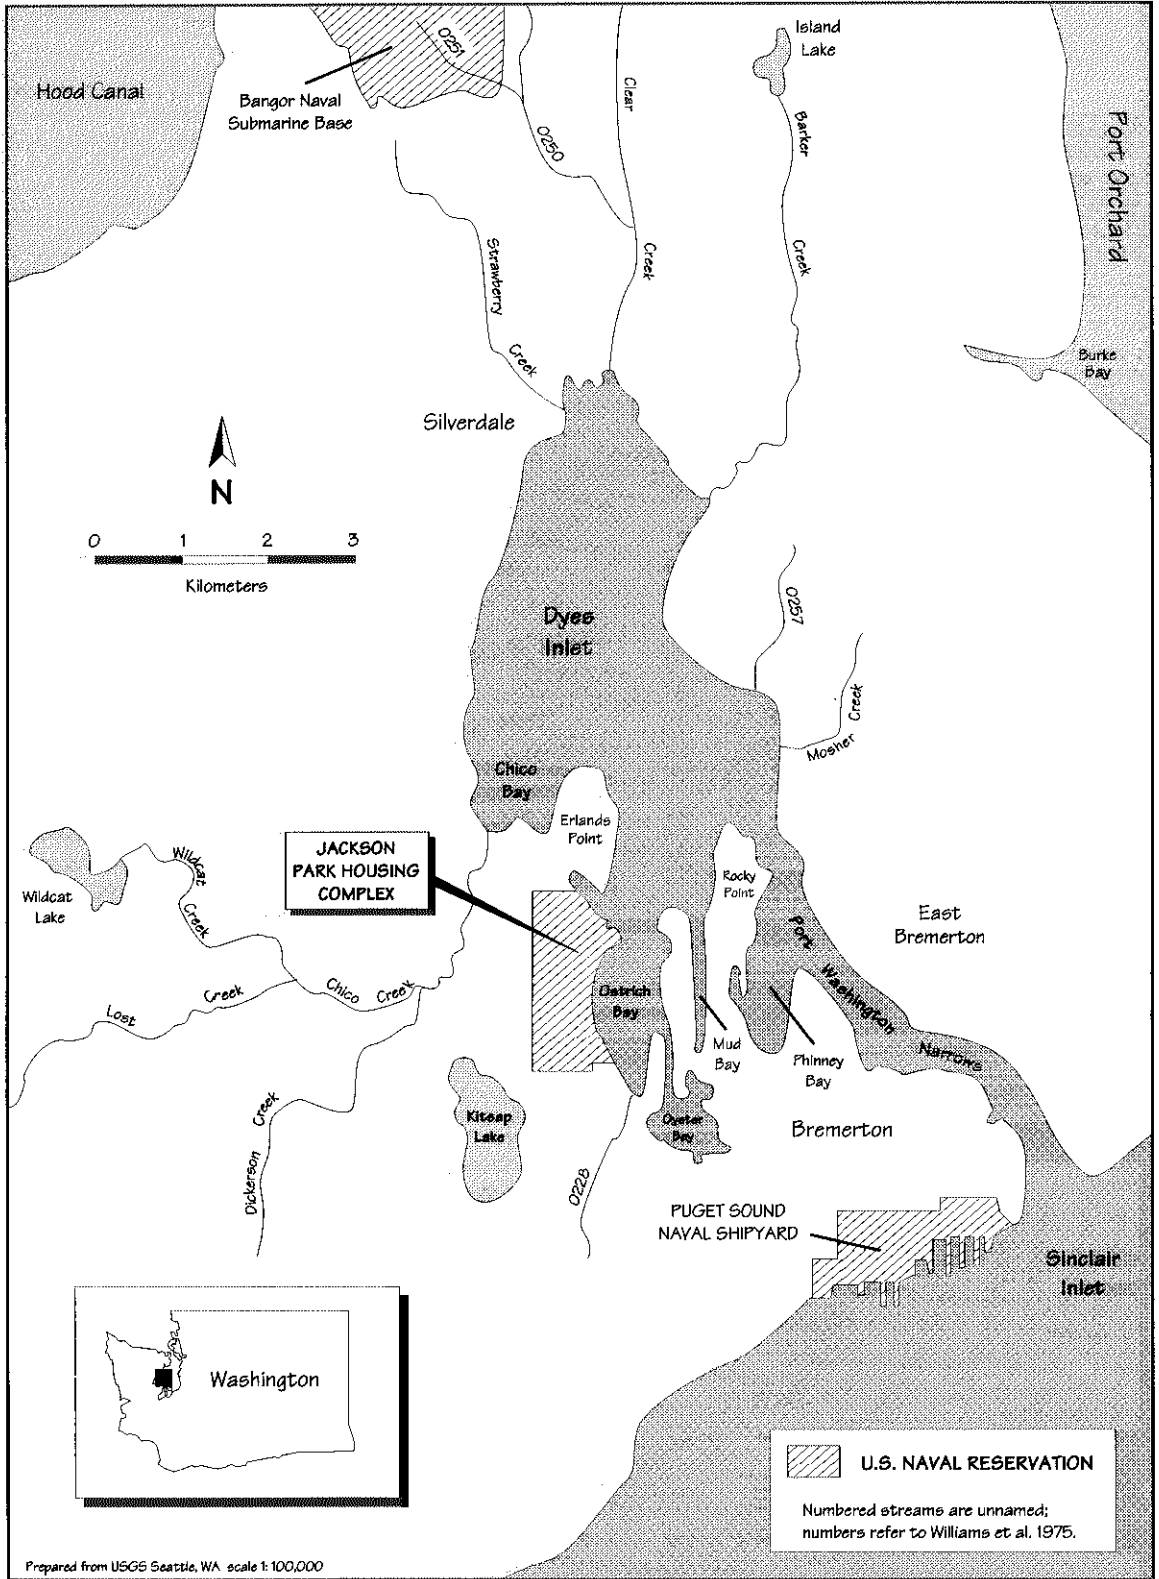 Island
Lake
Hood Canal
0251
Clear
Bangor Naval
Submarine Base
Barker
Port Orchard
0250
Strawberry
Creek
Creek
Creek
Burke
Bay
Silverdale
N
0 1 2 3
Kilometers
0257
Dyes
Inlet
Creek
Mosher
Chico
Bay
Erlands
Point
JACKSON
PARK HOUSING
COMPLEX
Wildcat
Creek
Wildcat
Lake
Rocky
Point
East
Bremerton
Port
Washington
Narrows
Lost
Creek
Chico
Creek
Ostrich
Bay
Mud
Bay
Phinney
Bay
Kitsap
Lake
Oyster
Bay
Bremerton
Dickerson
Creek
0228
PUGET SOUND
NAVAL SHIPYARD
Sinclair
Inlet
Washington
U.S. NAVAL RESERVATION
Numbered streams are unnamed;
numbers refer to Williams et al. 1975.
Prepared from USGS Seattle, WA scale 1: 100,000